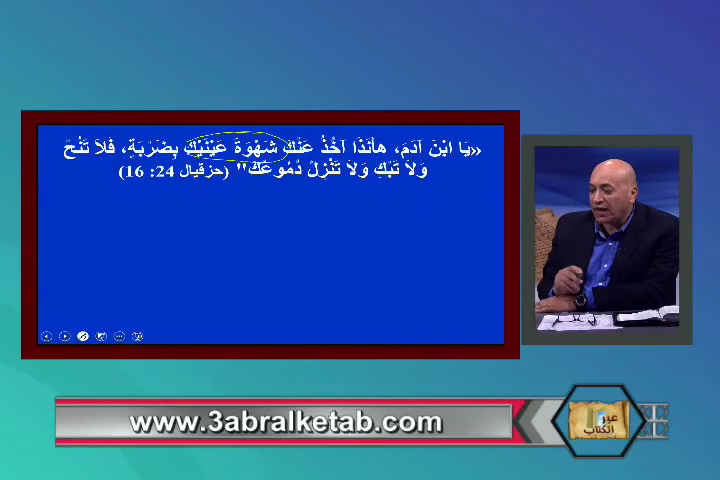 «يَا ابْنَ آدَمَ، هأَنَذَا آخُذُ عَنْكَ شَهْوَةَ عَيْنَيْكَ بِضَرْبَةٍ، فَلاَ تَنُحْ
وَلاَ تَبْكِ وَلاَ تَنْزِلْ دُمُوعُكَ" (حزقيال 24: 16)
www.3abralketab.com
عبر
الكتاب